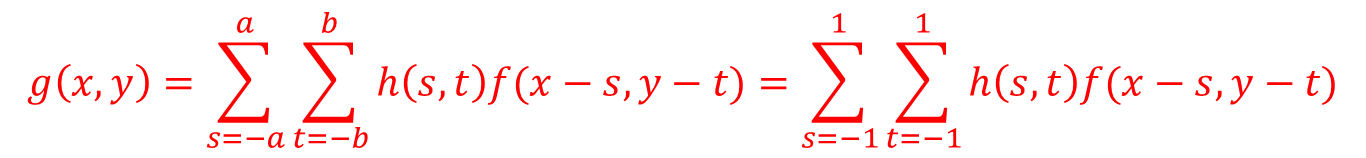 g(x, y) = \sum_{s=-a}^{a} \sum_{t=-b}^{b} h(s, t)f(x − s, y − t) = \sum_{s=-1}^{1} \sum_{t=-1}^{1} h(s, t)f(x − s, y − t)